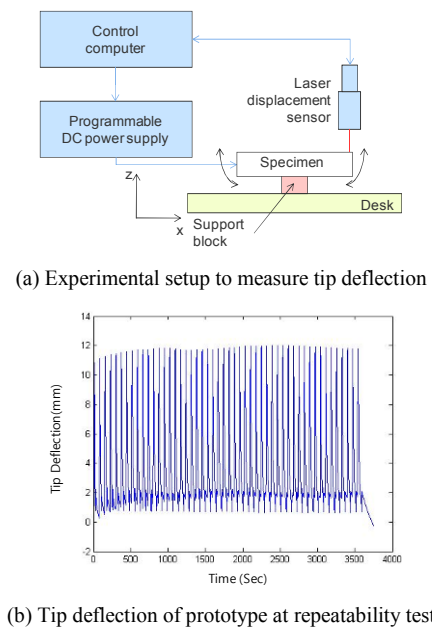 Control
computer
Laser
displacement
sensor
Programmable
DC power supply
Specimen
z
x
Support
block
Desk
(a) Experimental setup to measure tip deflection
14
12
10
8
6
4
2
0
-2
Tip Deflection(mm)
0 500 1000 1500 2000 2500 3000 3500 4000
Time (Sec)
(b) Tip deflection of prototype at repeatability test